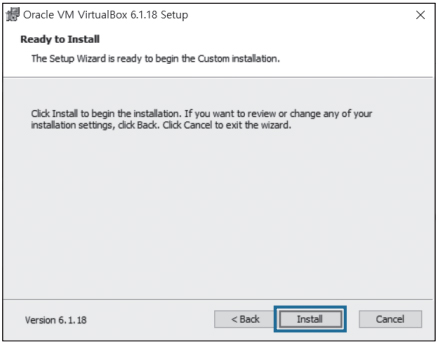 Oracle VM VirtualBox 6.1.18 Setup
Ready to Install
The Setup Wizard is ready to begin the Custom installation.
Click Install to begin the installation. If you want to review or change any of your
installation settings, click Back. Click Cancel to exit the wizard.
Version 6.1.18
< Back
Install
Cancel